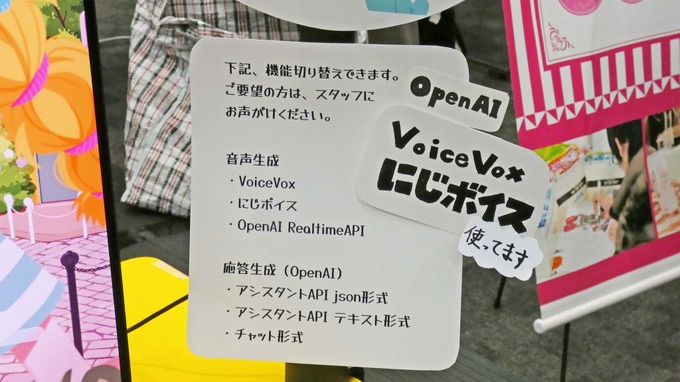 下記、機能切り替えできます。
ご要望の方は、スタッフに
お声がけください。
音声生成
・VoiceVox
・にじボイス
・OpenAI RealtimeAPI
応答生成(OpenAI)
・アシスタントAPI json形式
・アシスタントAPI テキスト形式
・チャット形式
OpenAI
VoiceVox
にじボイス
使ってます